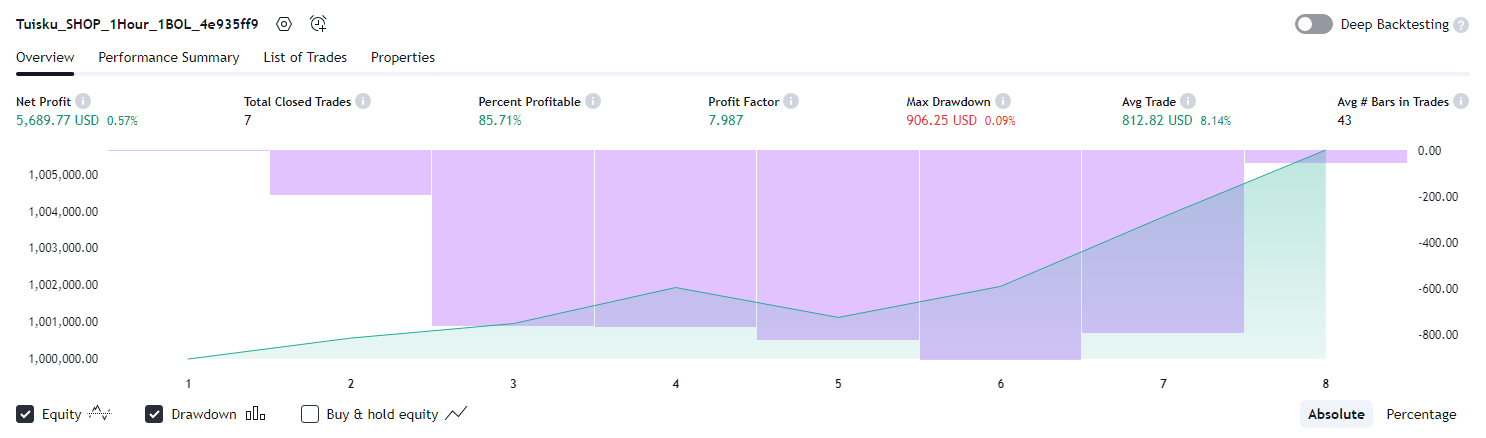 Tuisku_SHOP_1Hour_1BOL_4e935ff9 Deep Backtesting
Overview Performance Summary List of Trades Properties
Net Profit Total Closed Trades Percent Profitable Profit Factor Max Drawdown Avg Trade Avg # Bars in Trades
5,689.77 USD 0.57% 7 85.71% 7.987 906.25 USD 0.09% 812.82 USD 8.14% 43
0.00
1,005,000.00
-200.00
1,004,000.00
-400.00
1,003,000.00
1,002,000.00
-600.00
1,001,000.00
-800.00
1,000,000.00
1 2 3 4 5 6 7 8
Equity Drawdown Buy & hold equity Absolute Percentage